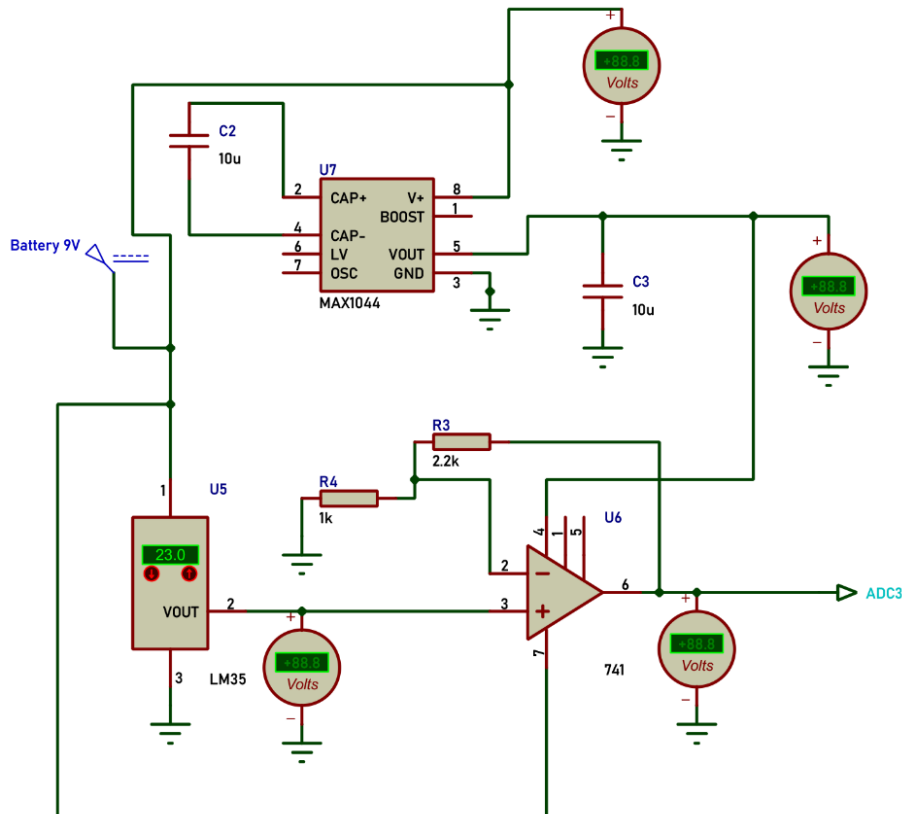 +
+88.8
Volts
−
C2
10u
U7
2
CAP+
V+
8
BOOST
1
4
CAP-
6
LV
VOUT
5
7
OSC
GND
3
MAX1044
Battery 9V
C3
10u
+
+88.8
Volts
−
R3
2.2k
R4
1k
1
U5
23.0
VOUT
2
3
LM35
+
+88.8
Volts
−
4
1
5
U6
2
−
3
+
6
7
741
ADC3
+
+88.8
Volts
−